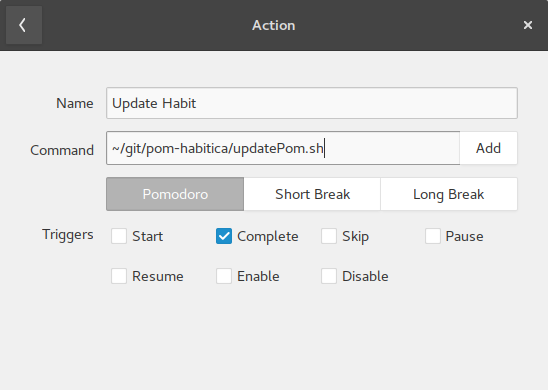 Action
Name Update Habit
Command ~/git/pom-habitica/updatePom.sh Add
Pomodoro Short Break Long Break
Triggers Start Complete Skip Pause
Resume Enable Disable